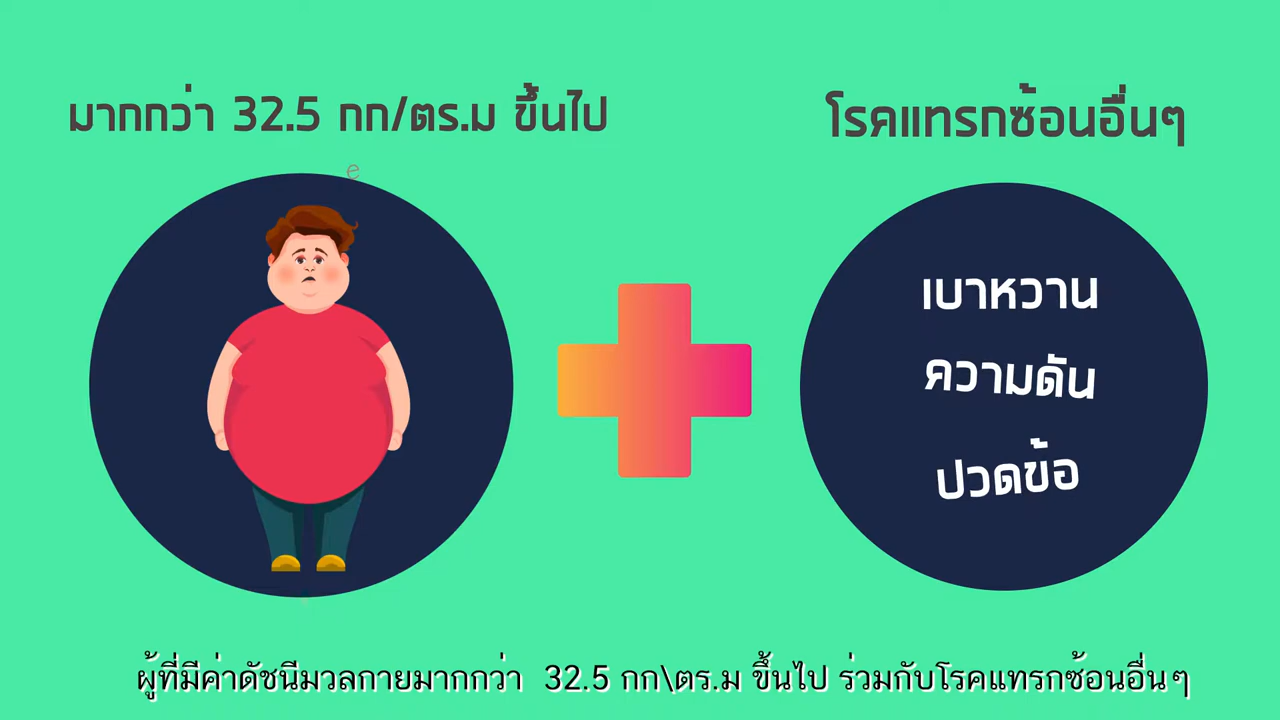 มากกว่า 32.5 กก/ตร.ม ขึ้นไป
โรคแทรกซ้อนอื่นๆ
e
เบาหวาน
ความดัน
ปวดข้อ
ผู้ที่มีค่าดัชนีมวลกายมากกว่า 32.5 กก\ตร.ม ขึ้นไป ร่วมกับโรคแทรกซ้อนอื่นๆ